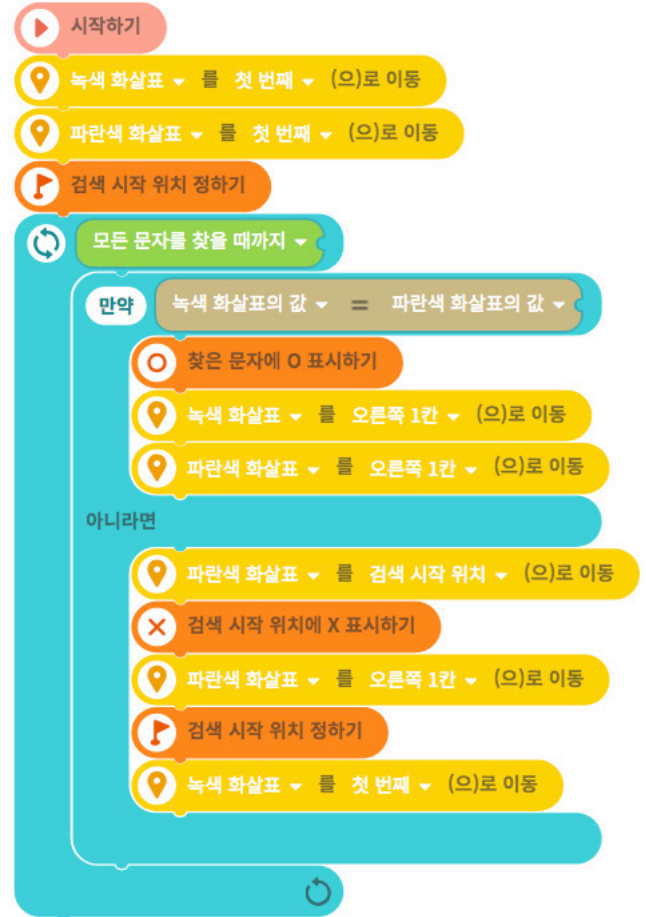 시작하기
녹색 화살표 를 첫 번째 (으)로 이동
파란색 화살표 를 첫 번째 (으)로 이동
검색 시작 위치 정하기
모든 문자를 찾을 때까지
만약 녹색 화살표의 값 = 파란색 화살표의 값
찾은 문자에 O 표시하기
녹색 화살표 를 오른쪽 1칸 (으)로 이동
파란색 화살표 를 오른쪽 1칸 (으)로 이동
아니라면
파란색 화살표 를 검색 시작 위치 (으)로 이동
검색 시작 위치에 X 표시하기
파란색 화살표 를 오른쪽 1칸 (으)로 이동
검색 시작 위치 정하기
녹색 화살표 를 첫 번째 (으)로 이동